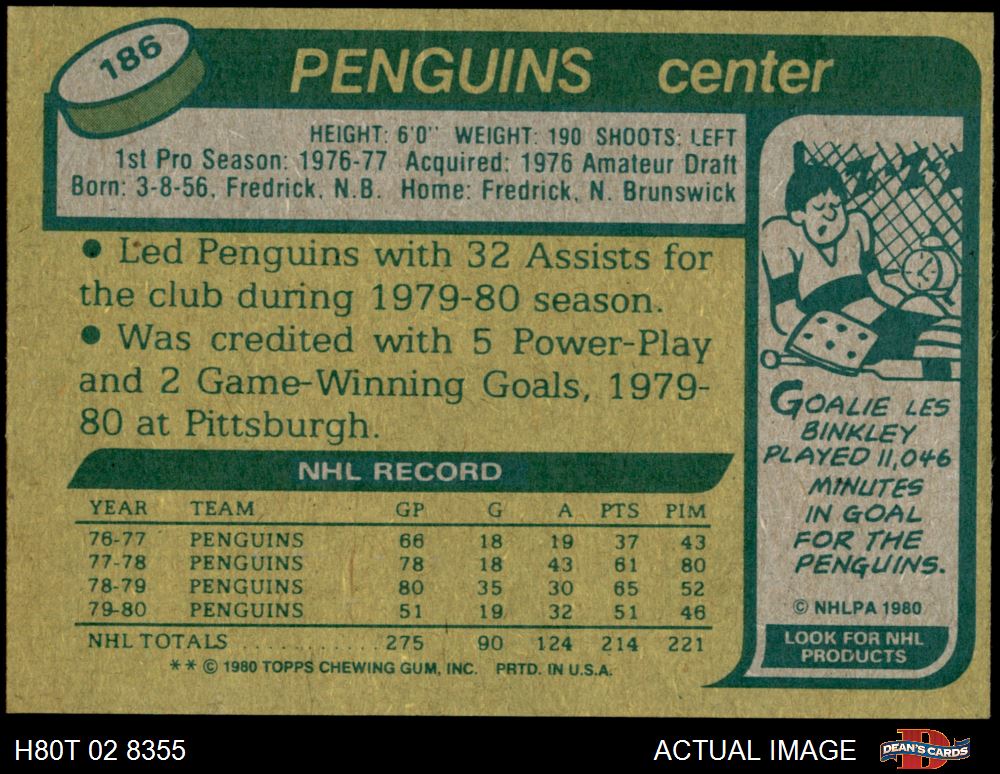 186
PENGUINS center
HEIGHT: 6'0" WEIGHT: 190 SHOOTS: LEFT
1st Pro Season: 1976-77 Acquired: 1976 Amateur Draft
Born: 3-8-56, Fredrick, N.B. Home: Fredrick, N. Brunswick
• Led Penguins with 32 Assists for
the club during 1979-80 season.
• Was credited with 5 Power-Play
and 2 Game-Winning Goals, 1979-
80 at Pittsburgh.
NHL RECORD
YEAR TEAM GP G A PTS PIM
76-77 PENGUINS 66 18 19 37 43
77-78 PENGUINS 78 18 43 61 80
78-79 PENGUINS 80 35 30 65 52
79-80 PENGUINS 51 19 32 51 46
NHL TOTALS ............ 275 90 124 214 221
** © 1980 TOPPS CHEWING GUM, INC. PRTD. IN U.S.A.
ZZZ
GOALIE LES
BINKLEY
PLAYED 11,046
MINUTES
IN GOAL
FOR THE
PENGUINS.
© NHLPA 1980
LOOK FOR NHL
PRODUCTS
H80T 02 8355
ACTUAL IMAGE
D
DEAN'S CARDS